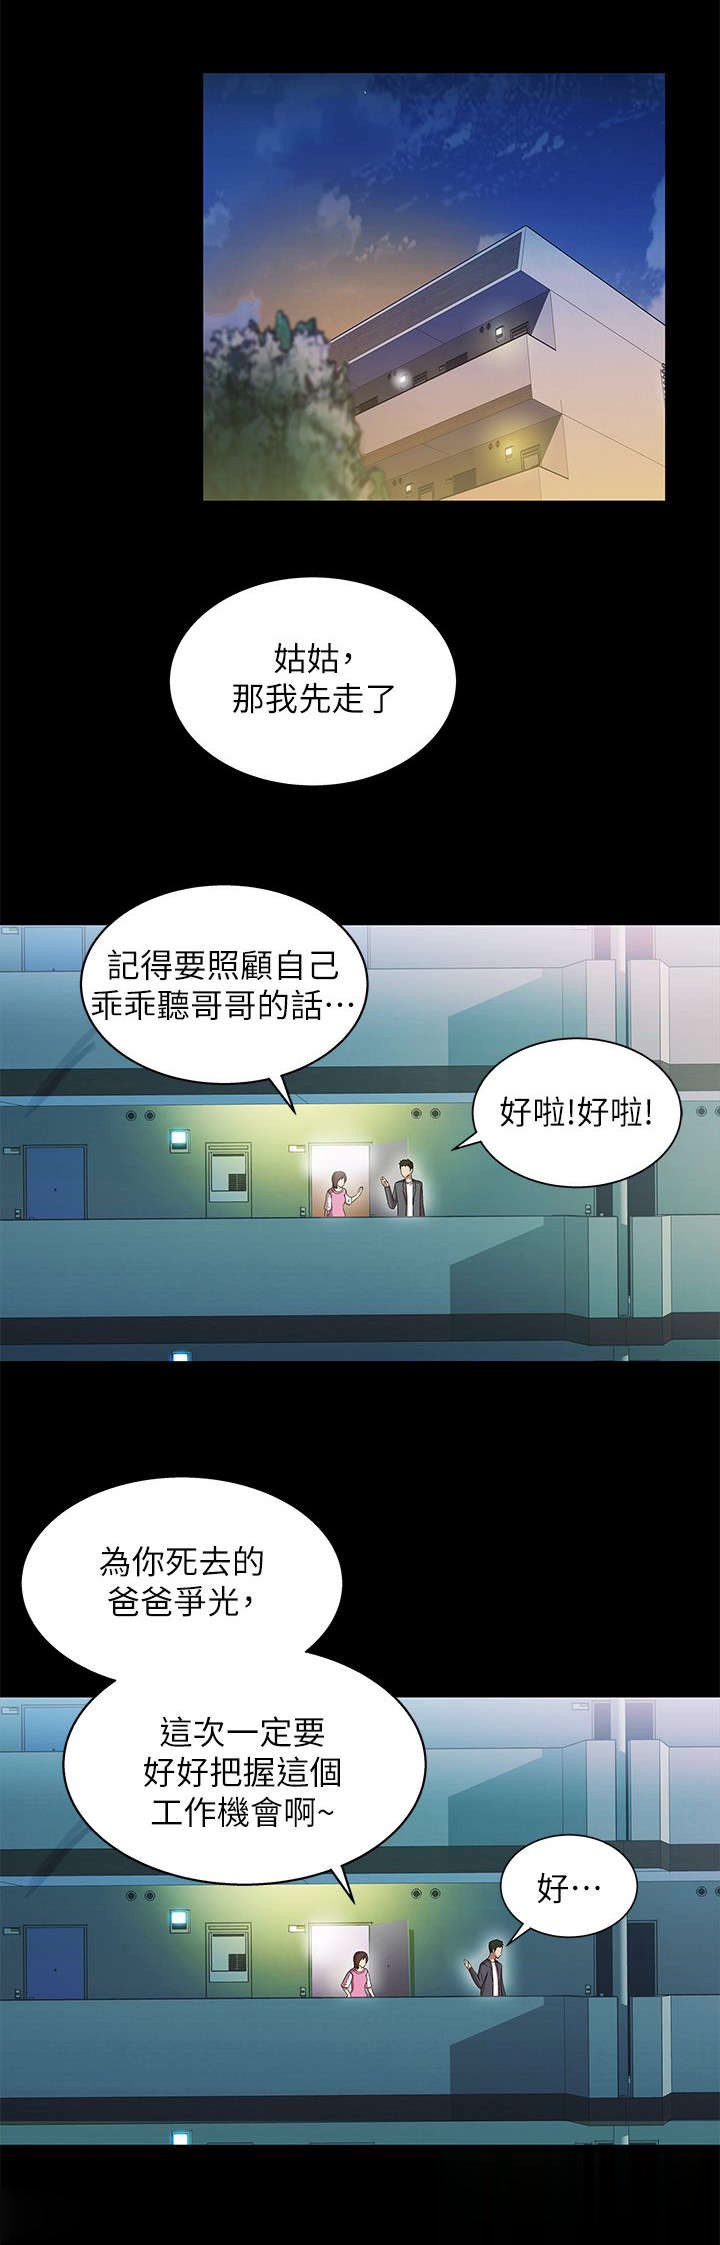 姑姑，
那我先走了
記得要照顧自己
乖乖聽哥哥的話⋯
好啦!好啦!
為你死去的
爸爸爭光，
這次一定要
好好把握這個
工作機會啊~
好⋯